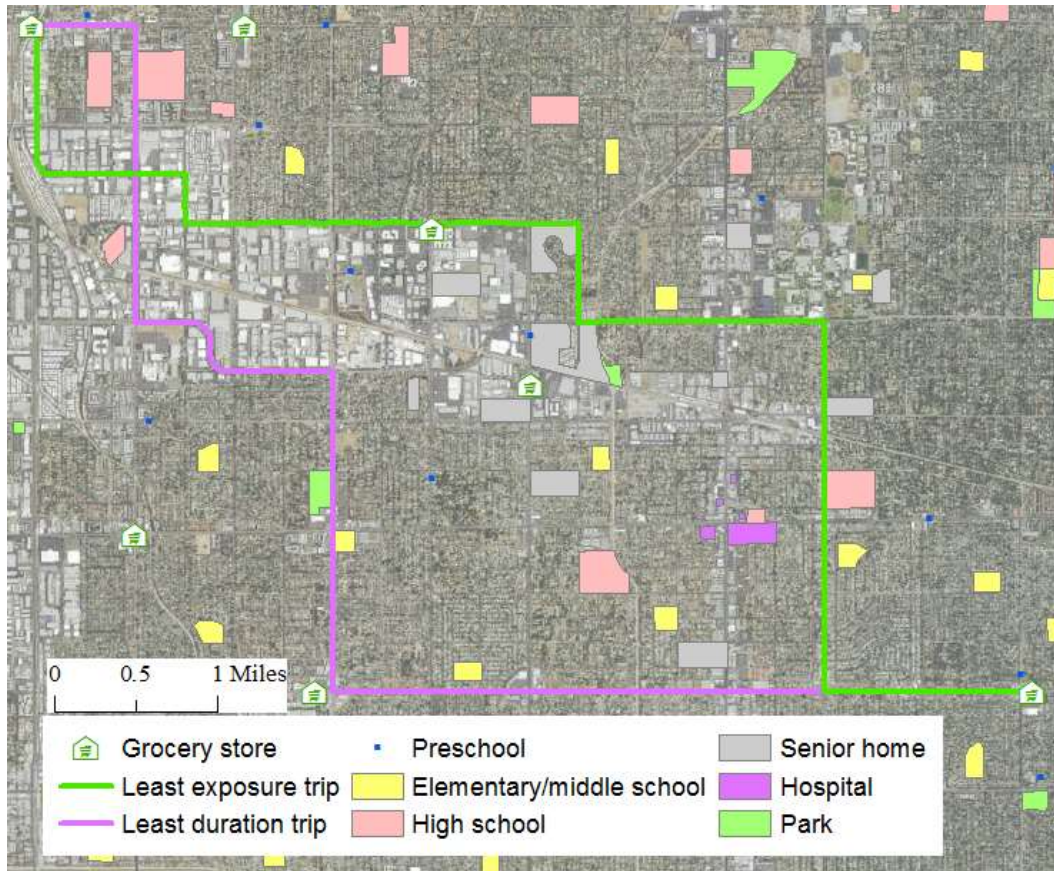 0 0.5 1 Miles
Grocery store Preschool Senior home
Least exposure trip Elementary/middle school Hospital
Least duration trip High school Park